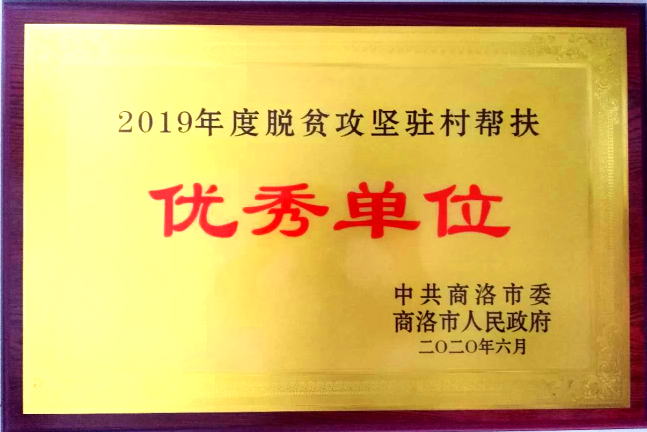 2019年度脱贫攻坚驻村帮扶
优秀单位
中共商洛市委
商洛市人民政府
二〇二〇年六月